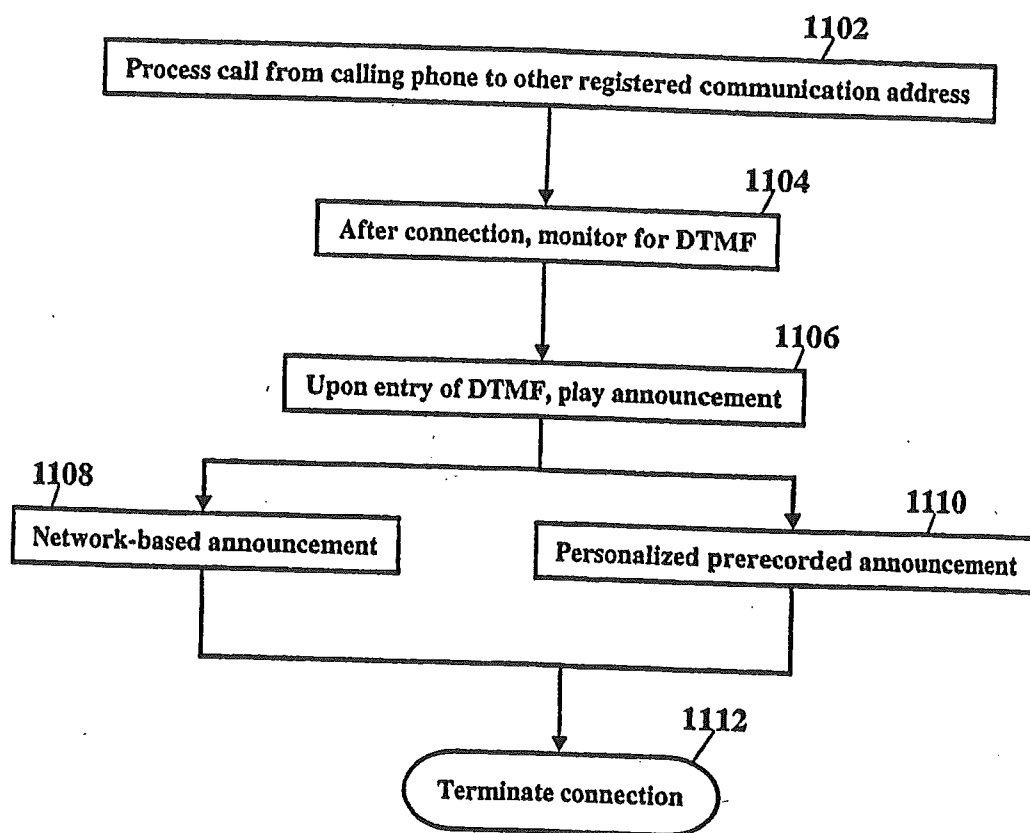 1102
Process call from calling phone to other registered communication address
1104
After connection, monitor for DTMF
1106
Upon entry of DTMF, play announcement
1108
Network-based announcement
1110
Personalized prerecorded announcement
1112
Terminate connection